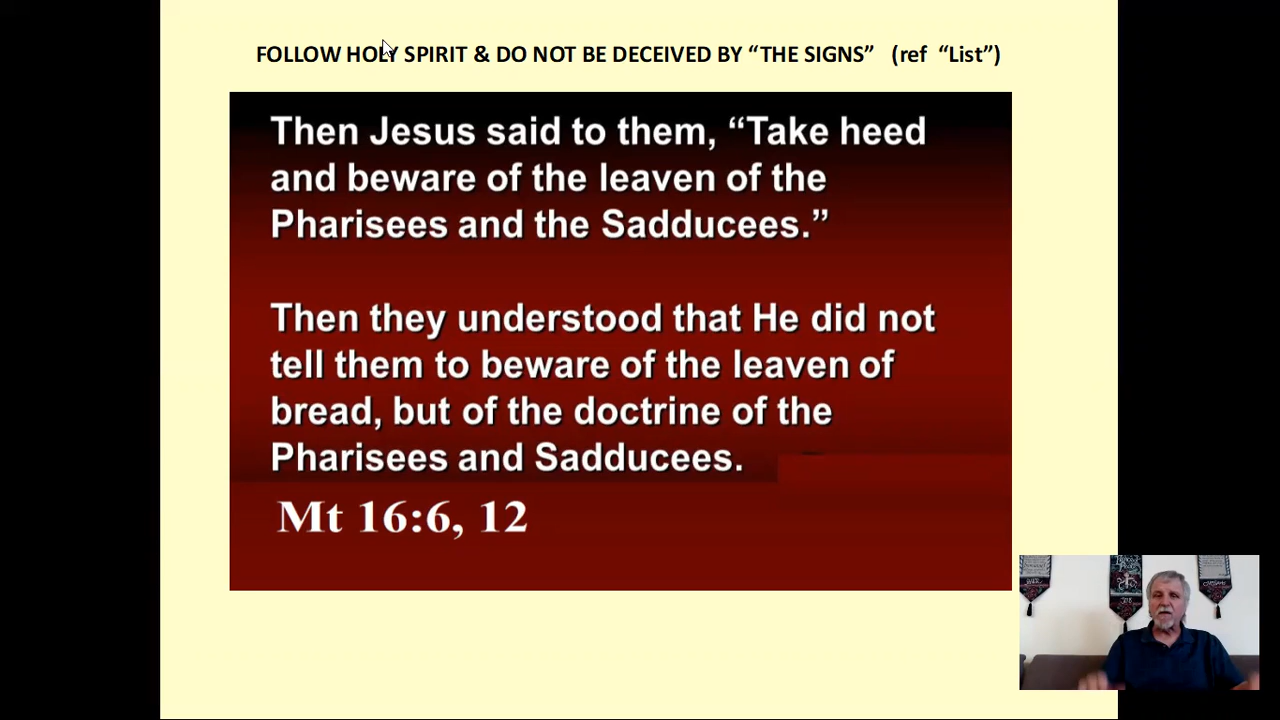 FOLLOW HOLY SPIRIT & DO NOT BE DECEIVED BY “THE SIGNS” (ref “List”)
Then Jesus said to them, “Take heed
and beware of the leaven of the
Pharisees and the Sadducees.”
Then they understood that He did not
tell them to beware of the leaven of
bread, but of the doctrine of the
Pharisees and Sadducees.
Mt 16:6, 12